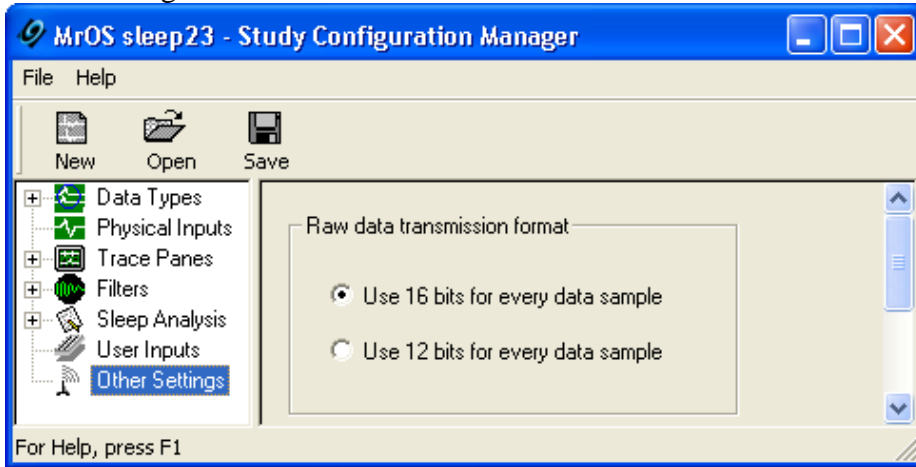 MrOS sleep23 - Study Configuration Manager
File Help
New Open Save
Data Types
Physical Inputs
Trace Panes
Filters
Sleep Analysis
User Inputs
Other Settings
Raw data transmission format
Use 16 bits for every data sample
Use 12 bits for every data sample
For Help, press F1